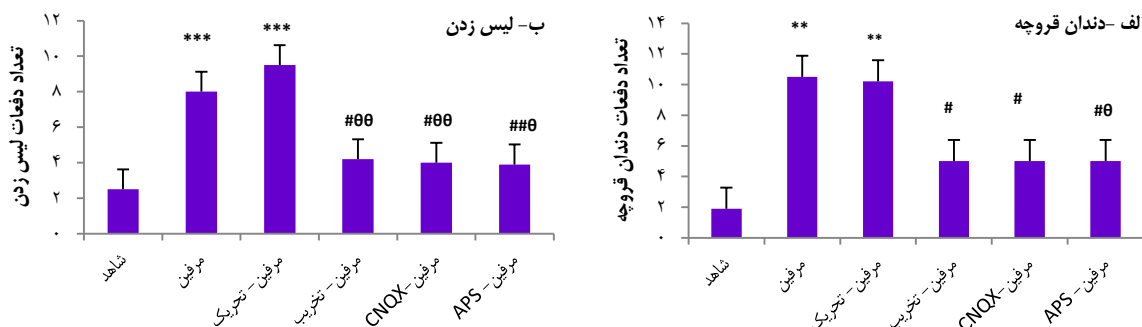 لف –دندان قروچه
تعداد دفعات دندان قروچه
۱۴
۱۲
۱۰
۸
۶
۴
۲
۰
**
**
#
#
#θ
شاهد
مرفین
مرفین – تحریک
مرفین – تخریب
مرفین–CNQX
مرفین– APS
ب– لیس زدن
تعداد دفعات لیس زدن
۱۲
۱۰
۸
۶
۴
۲
۰
***
***
#θθ
#θθ
##θ
شاهد
مرفین
مرفین – تحریک
مرفین – تخریب
مرفین–CNQX
مرفین– APS